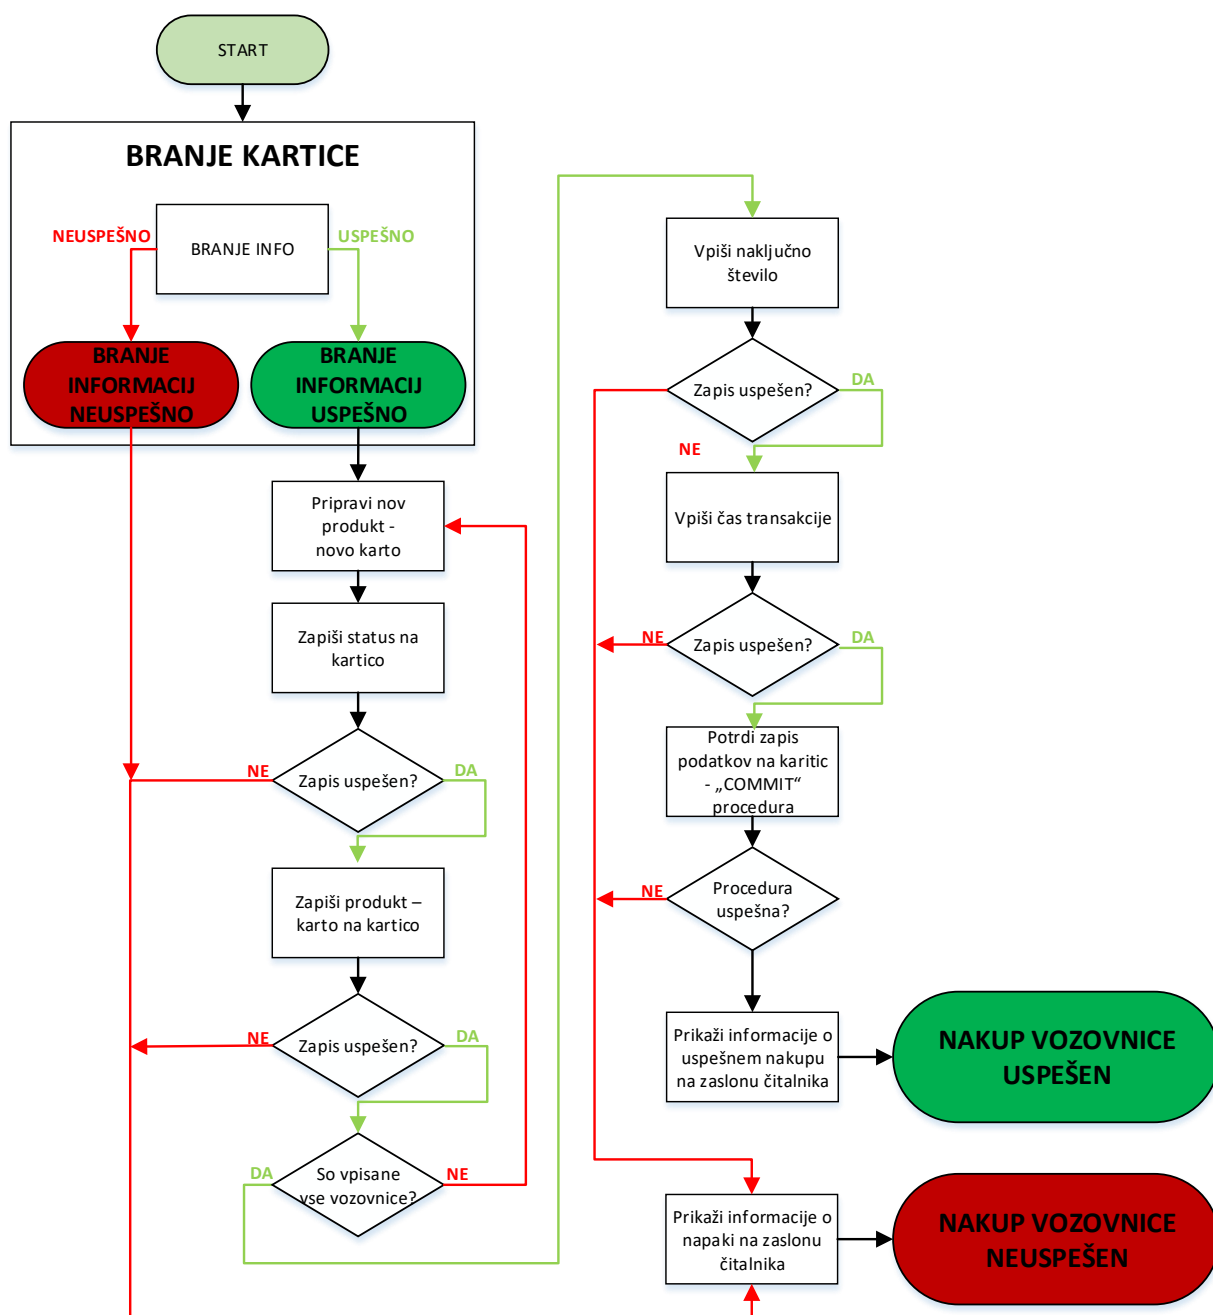 START
BRANJE KARTICE
NEUSPEŠNO
USPEŠNO
BRANJE INFO
BRANJE
INFORMACIJ
NEUSPEŠNO
BRANJE
INFORMACIJ
USPEŠNO
Pripravi nov
produkt -
novo karto
Zapiši status na
kartico
NE
Zapis uspešen?
DA
Zapiši produkt –
karto na kartico
NE
Zapis uspešen?
DA
DA
So vpisane
vse vozovnice?
NE
Vpiši naključno
število
Zapis uspešen?
DA
NE
Vpiši čas transakcije
NE
Zapis uspešen?
DA
Potrdi zapis
podatkov na karitic
- „COMMIT“
procedura
NE
Procedura
uspešna?
Prikaži informacije o
uspešnem nakupu
na zaslonu čitalnika
NAKUP VOZOVNICE
USPEŠEN
Prikaži informacije o
napaki na zaslonu
čitalnika
NAKUP VOZOVNICE
NEUSPEŠEN